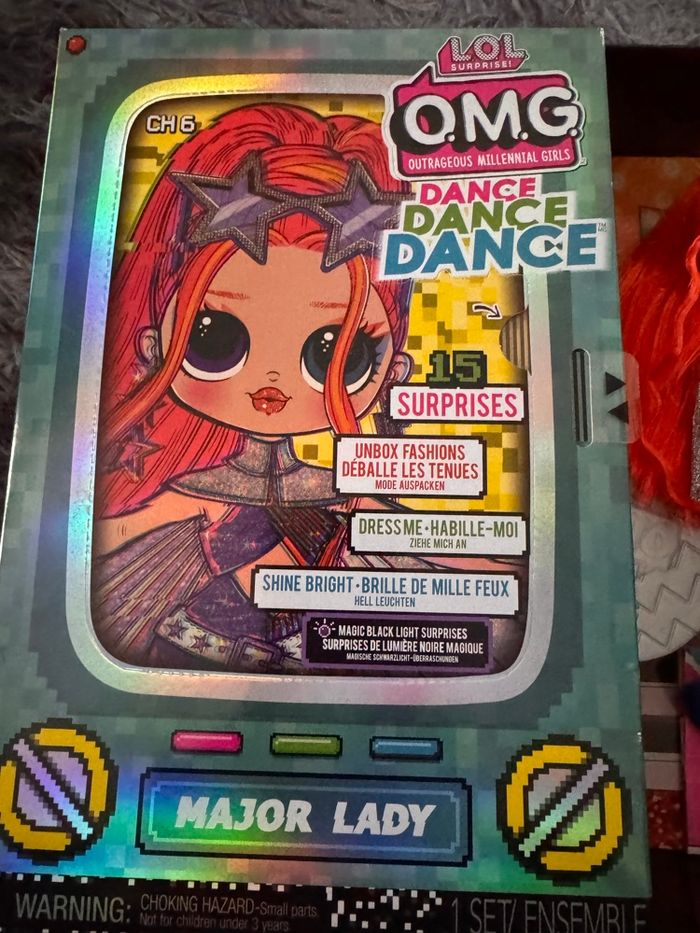 CH 6
L.O.L.
SURPRISE!
O.M.G.
OUTRAGEOUS MILLENNIAL GIRLS
DANCE
DANCE
DANCE™
15
SURPRISES
UNBOX FASHIONS
DÉBALLE LES TENUES
MODE AUSPACKEN
DRESS ME • HABILLE-MOI
ZIEHE MICH AN
SHINE BRIGHT • BRILLE DE MILLE FEUX
HELL LEUCHTEN
MAGIC BLACK LIGHT SURPRISES
SURPRISES DE LUMIÈRE NOIRE MAGIQUE
MAGISCHE SCHWARZLICHT-ÜBERRASCHUNGEN
MAJOR LADY
WARNING: CHOKING HAZARD-Small parts
Not for children under 3 years
1 SET/ ENSEMBLE